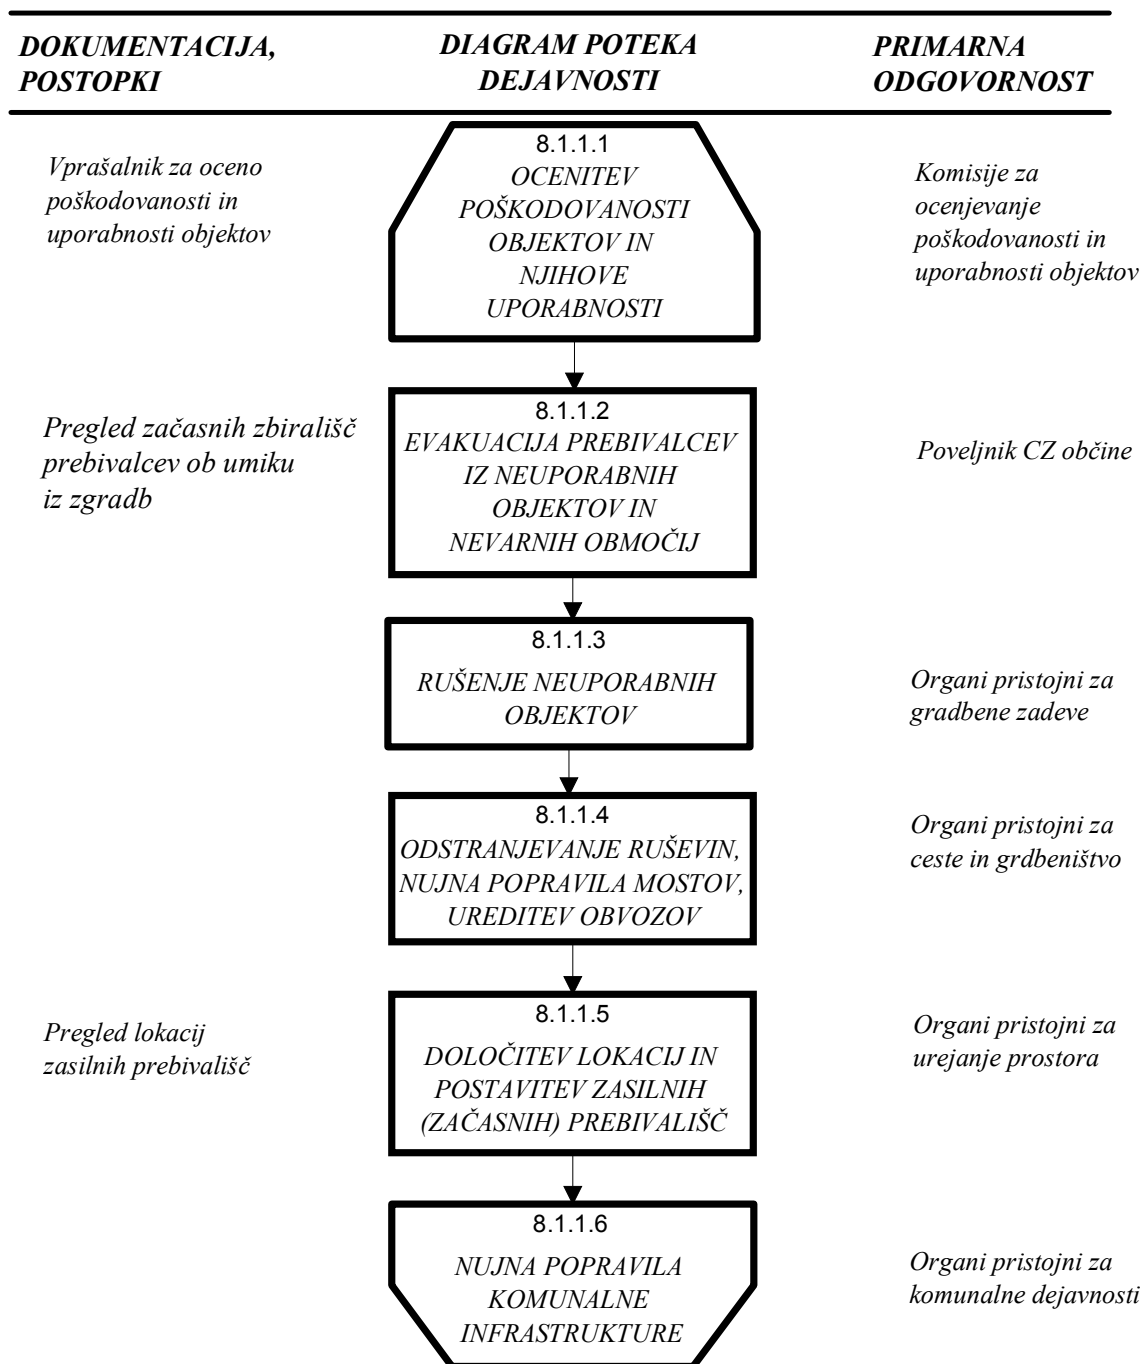 DOKUMENTACIJA,
POSTOPKI
DIAGRAM POTEKA
DEJAVNOSTI
PRIMARNA
ODGOVORNOST
Vprašalnik za oceno
poškodovanosti in
uporabnosti objektov
8.1.1.1
OCENITEV
POŠKODOVANOSTI
OBJEKTOV IN
NJIHOVE
UPORABNOSTI
Komisije za
ocenjevanje
poškodovanosti in
uporabnosti objektov
Pregled začasnih zbirališč
prebivalcev ob umiku
iz zgradb
8.1.1.2
EVAKUACIJA PREBIVALCEV
IZ NEUPORABNIH
OBJEKTOV IN
NEVARNIH OBMOČIJ
Poveljnik CZ občine
8.1.1.3
RUŠENJE NEUPORABNIH
OBJEKTOV
Organi pristojni za
gradbene zadeve
8.1.1.4
ODSTRANJEVANJE RUŠEVIN,
NUJNA POPRAVILA MOSTOV,
UREDITEV OBVOZOV
Organi pristojni za
ceste in grdbeništvo
Pregled lokacij
zasilnih prebivališč
8.1.1.5
DOLOČITEV LOKACIJ IN
POSTAVITEV ZASILNIH
(ZAČASNIH) PREBIVALIŠČ
Organi pristojni za
urejanje prostora
8.1.1.6
NUJNA POPRAVILA
KOMUNALNE
INFRASTRUKTURE
Organi pristojni za
komunalne dejavnosti